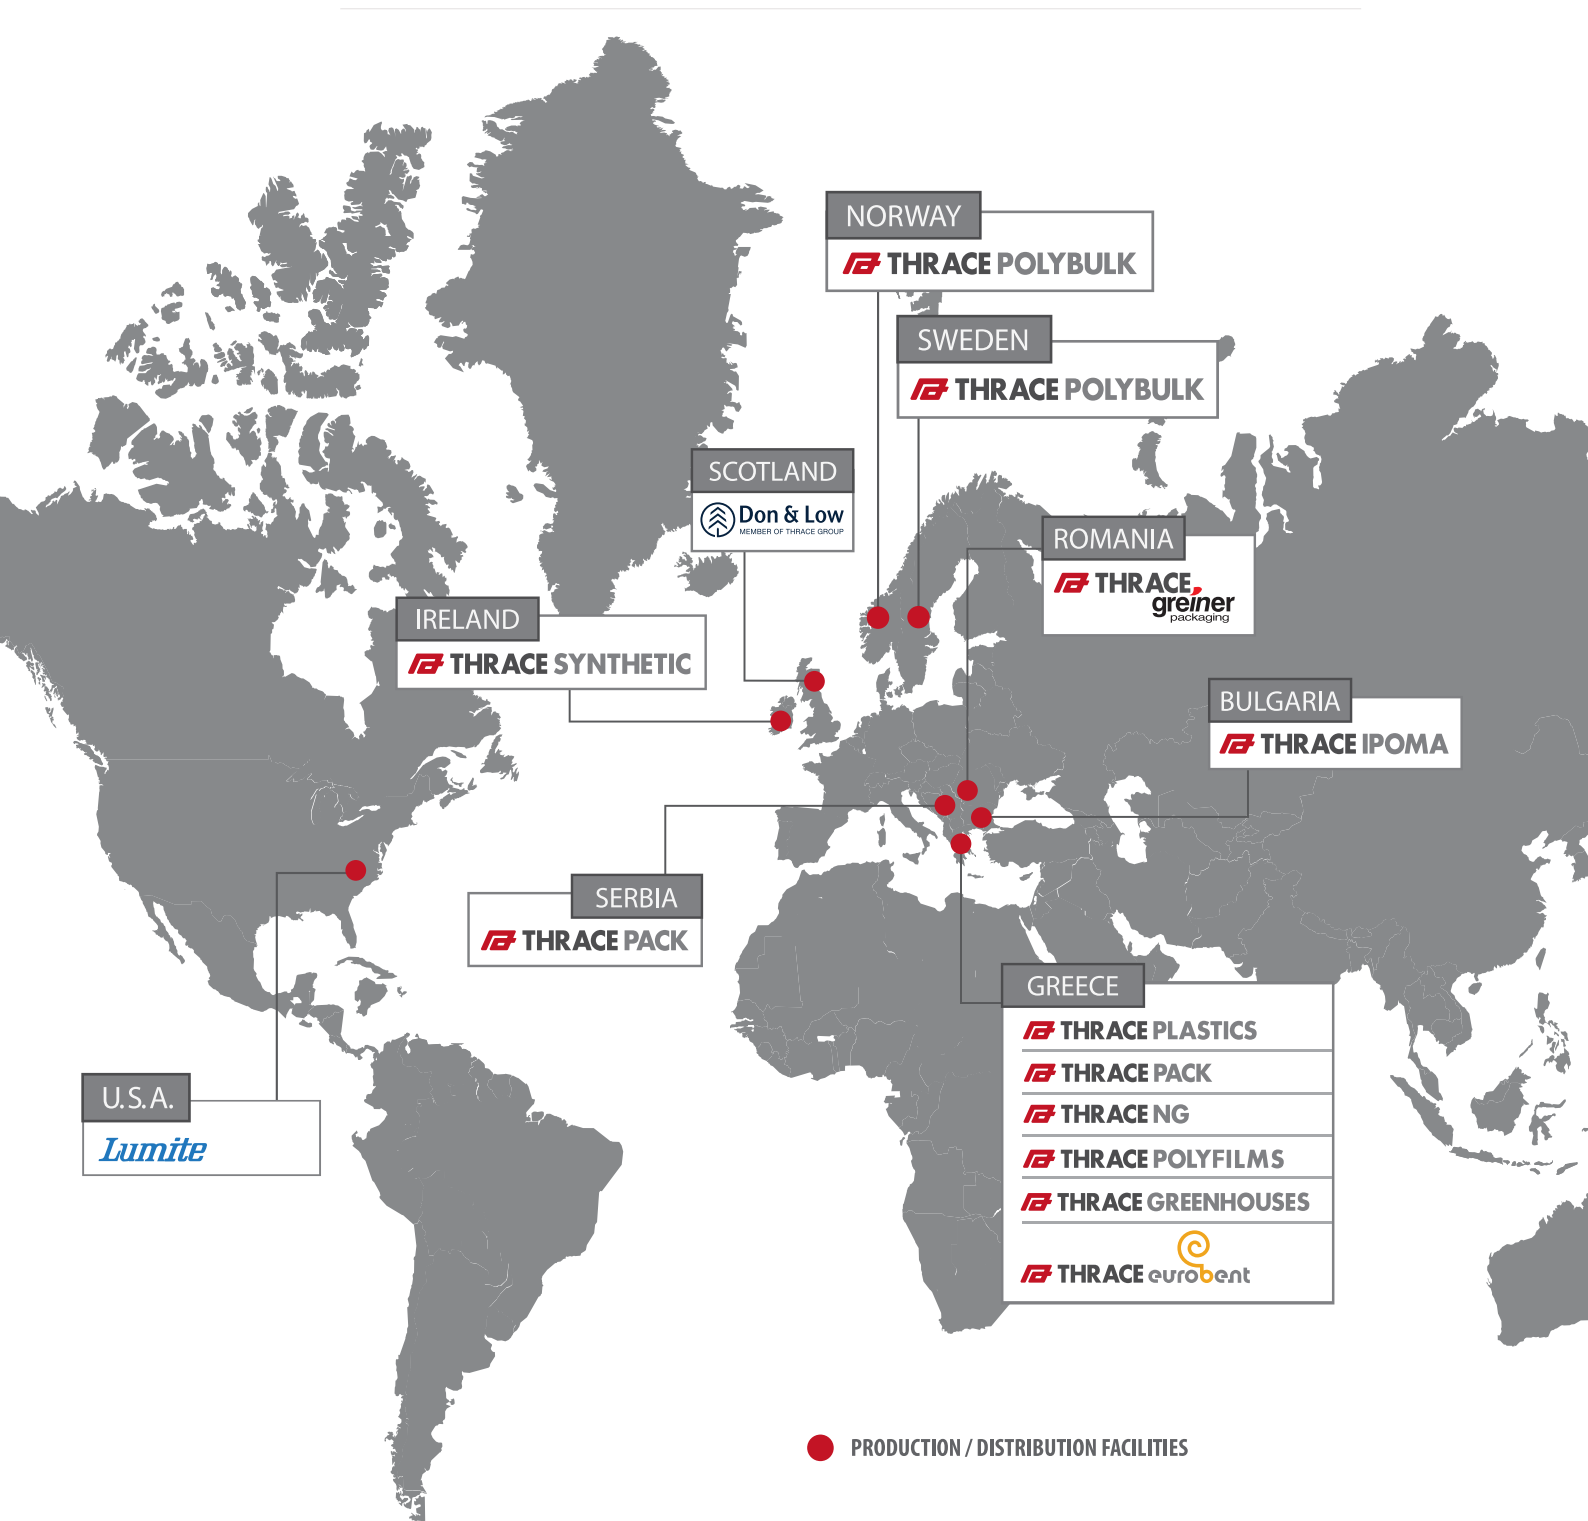 NORWAY
THRACE POLYBULK
SWEDEN
THRACE POLYBULK
SCOTLAND
Don & Low
MEMBER OF THRACE GROUP
ROMANIA
THRACE
greiner
packaging
IRELAND
THRACE SYNTHETIC
BULGARIA
THRACE IPOMA
SERBIA
THRACE PACK
GREECE
THRACE PLASTICS
THRACE PACK
THRACE NG
THRACE POLYFILMS
THRACE GREENHOUSES
THRACE eurobent
U.S.A.
Lumite
PRODUCTION / DISTRIBUTION FACILITIES